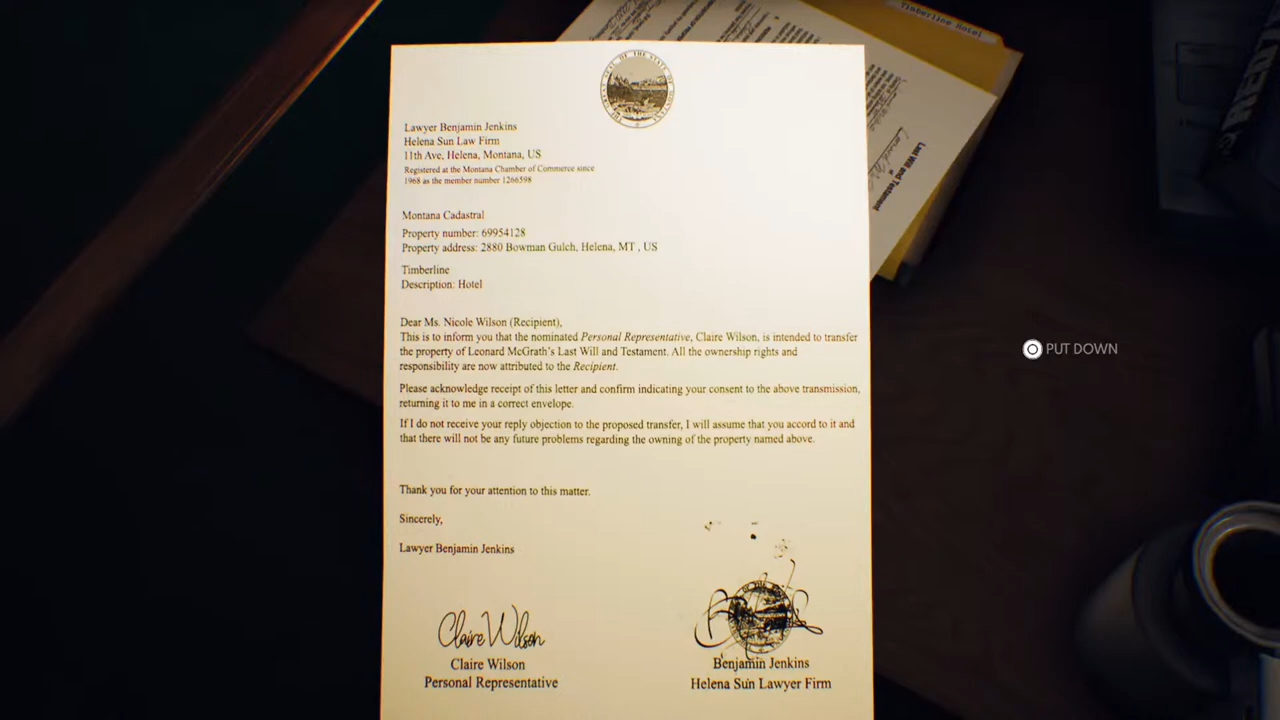 Timberline Hotel
THE GREAT SEAL OF THE STATE OF MONTANA
Lawyer Benjamin Jenkins
Helena Sun Law Firm
11th Ave, Helena, Montana, US
Registered at the Montana Chamber of Commerce since
1968 as the member number 1266598
Last Will and Testament
Montana Cadastral
Property number: 69954128
Property address: 2880 Bowman Gulch, Helena, MT , US
Timberline
Description: Hotel
Dear Ms. Nicole Wilson (Recipient),
This is to inform you that the nominated Personal Representative, Claire Wilson, is intended to transfer
the property of Leonard McGrath's Last Will and Testament. All the ownership rights and
responsibility are now attributed to the Recipient.
PUT DOWN
Please acknowledge receipt of this letter and confirm indicating your consent to the above transmission,
returning it to me in a correct envelope.
If I do not receive your reply objection to the proposed transfer, I will assume that you accord to it and
that there will not be any future problems regarding the owning of the property named above.
Thank you for your attention to this matter.
Sincerely,
Lawyer Benjamin Jenkins
Claire Wilson
Claire Wilson
Personal Representative
Benjamin Jenkins
Helena Sun Lawyer Firm